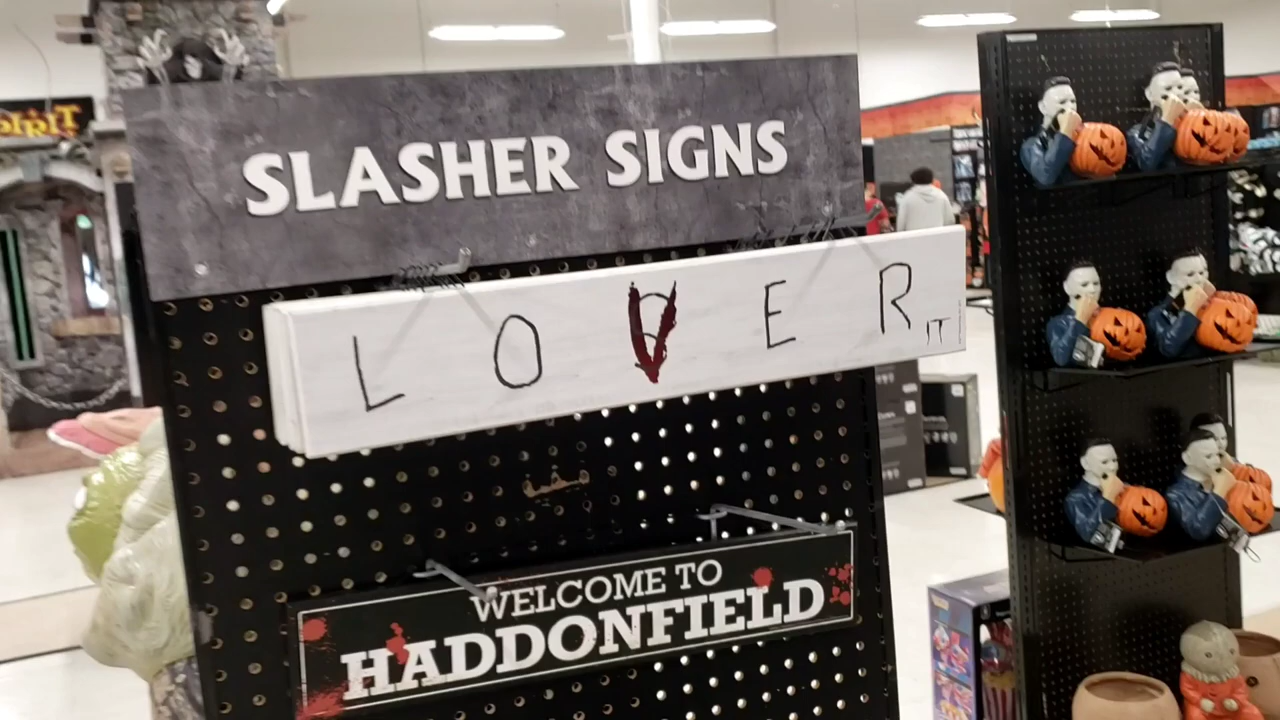 SPIRIT
SLASHER SIGNS
LOVER
IT
WELCOME TO
HADDONFIELD